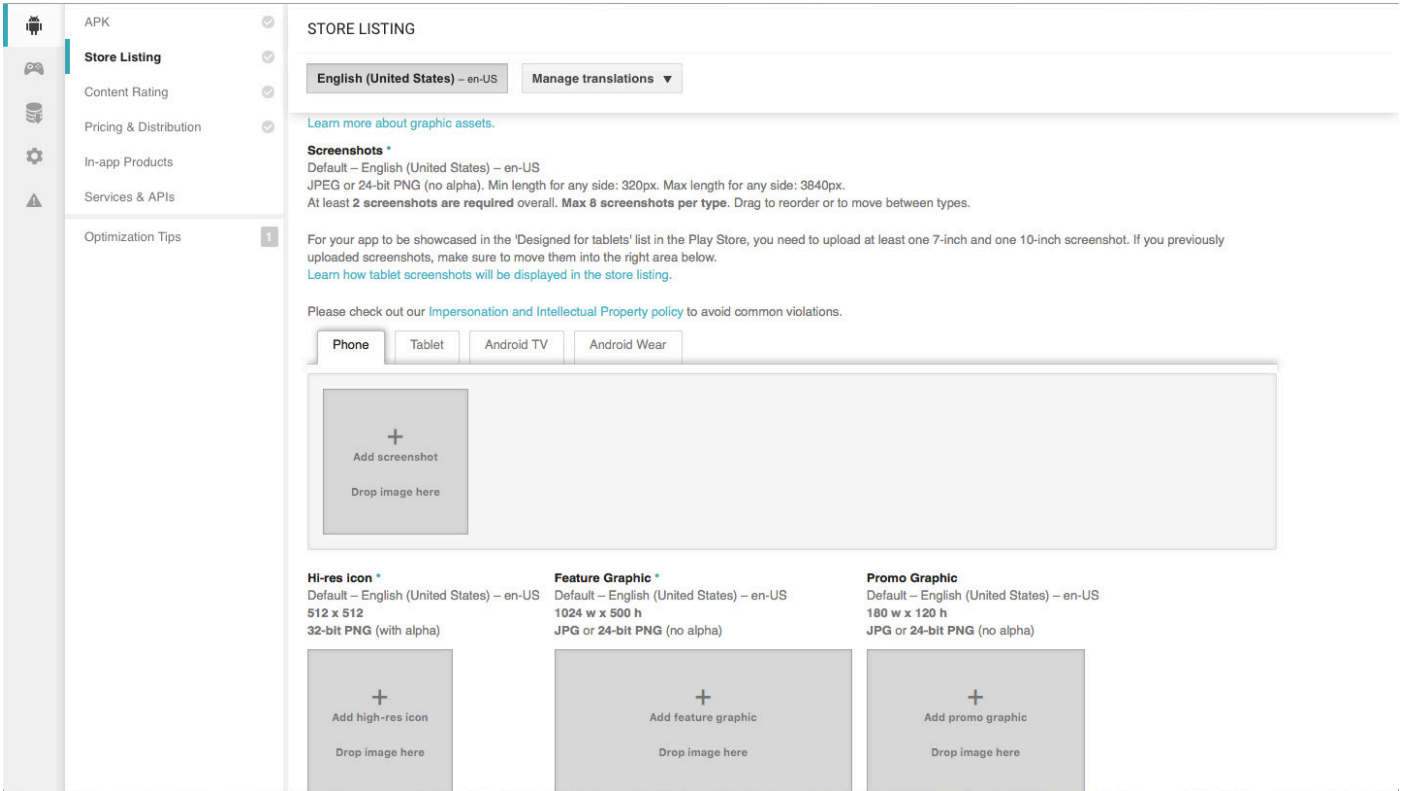 APK
Store Listing
Content Rating
Pricing & Distribution
In-app Products
Services & APIs
Optimization Tips
1
STORE LISTING
English (United States) – en-US
Manage translations ▼
Learn more about graphic assets.
Screenshots *
Default – English (United States) – en-US
JPEG or 24-bit PNG (no alpha). Min length for any side: 320px. Max length for any side: 3840px.
At least 2 screenshots are required overall. Max 8 screenshots per type. Drag to reorder or to move between types.
For your app to be showcased in the 'Designed for tablets' list in the Play Store, you need to upload at least one 7-inch and one 10-inch screenshot. If you previously
uploaded screenshots, make sure to move them into the right area below.
Learn how tablet screenshots will be displayed in the store listing.
Please check out our Impersonation and Intellectual Property policy to avoid common violations.
Phone
Tablet
Android TV
Android Wear
+
Add screenshot
Drop image here
Hi-res icon *
Default – English (United States) – en-US
512 x 512
32-bit PNG (with alpha)
+
Add high-res icon
Drop image here
Feature Graphic *
Default – English (United States) – en-US
1024 w x 500 h
JPG or 24-bit PNG (no alpha)
+
Add feature graphic
Drop image here
Promo Graphic
Default – English (United States) – en-US
180 w x 120 h
JPG or 24-bit PNG (no alpha)
+
Add promo graphic
Drop image here